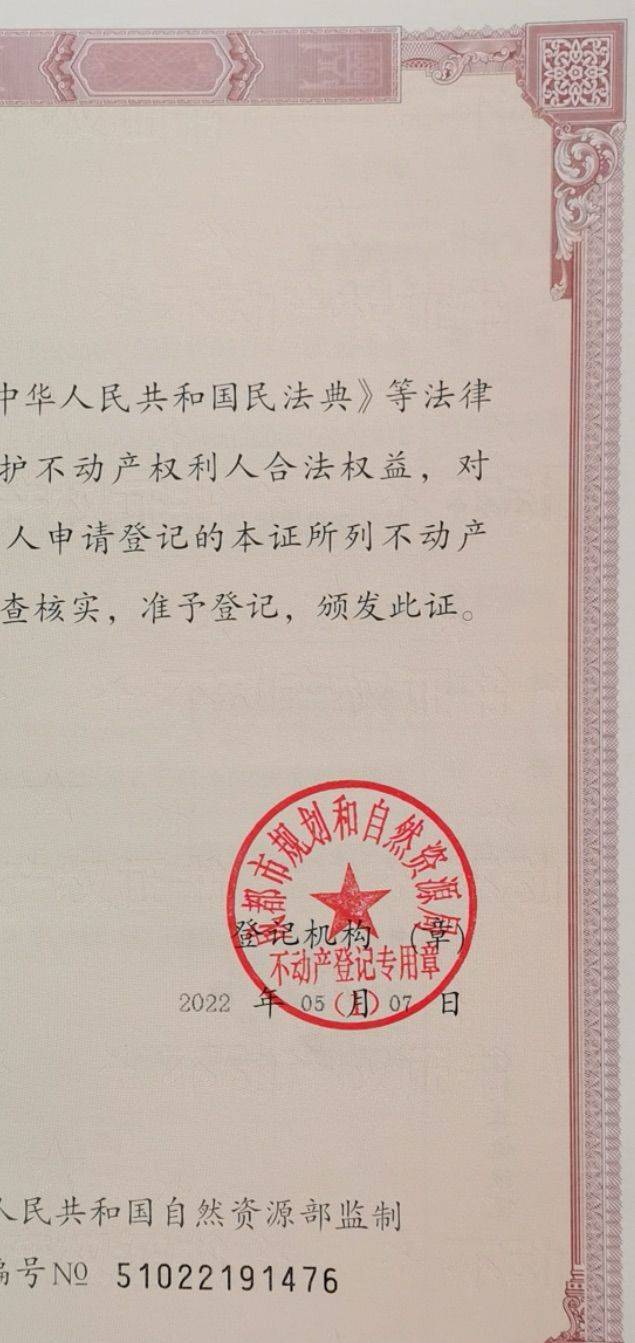 中华人民共和国民法典》等法律
护不动产权利人合法权益，对
人申请登记的本证所列不动产
查核实，准予登记，颁发此证。
成都市规划和自然资源局
登记机构（章）
不动产登记专用章
2022 年 05 月 07 日
人民共和国自然资源部监制
编号№ 51022191476